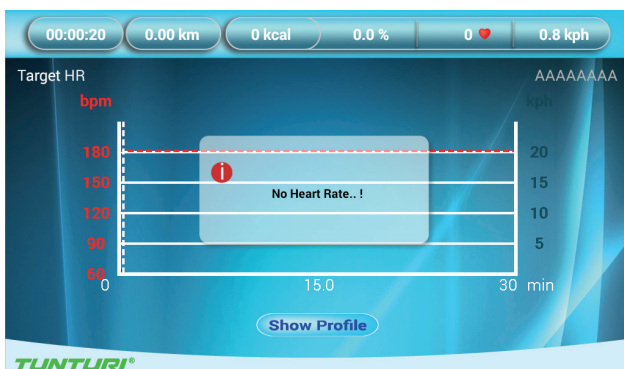 00:00:20 0.00 km 0 kcal 0.0 % 0 0.8 kph
Target HR AAAAAAAA
bpm kph
180 20
150 15
No Heart Rate.. !
120 10
90 5
60
0 15.0 30 min
Show Profile
TUNTURI®